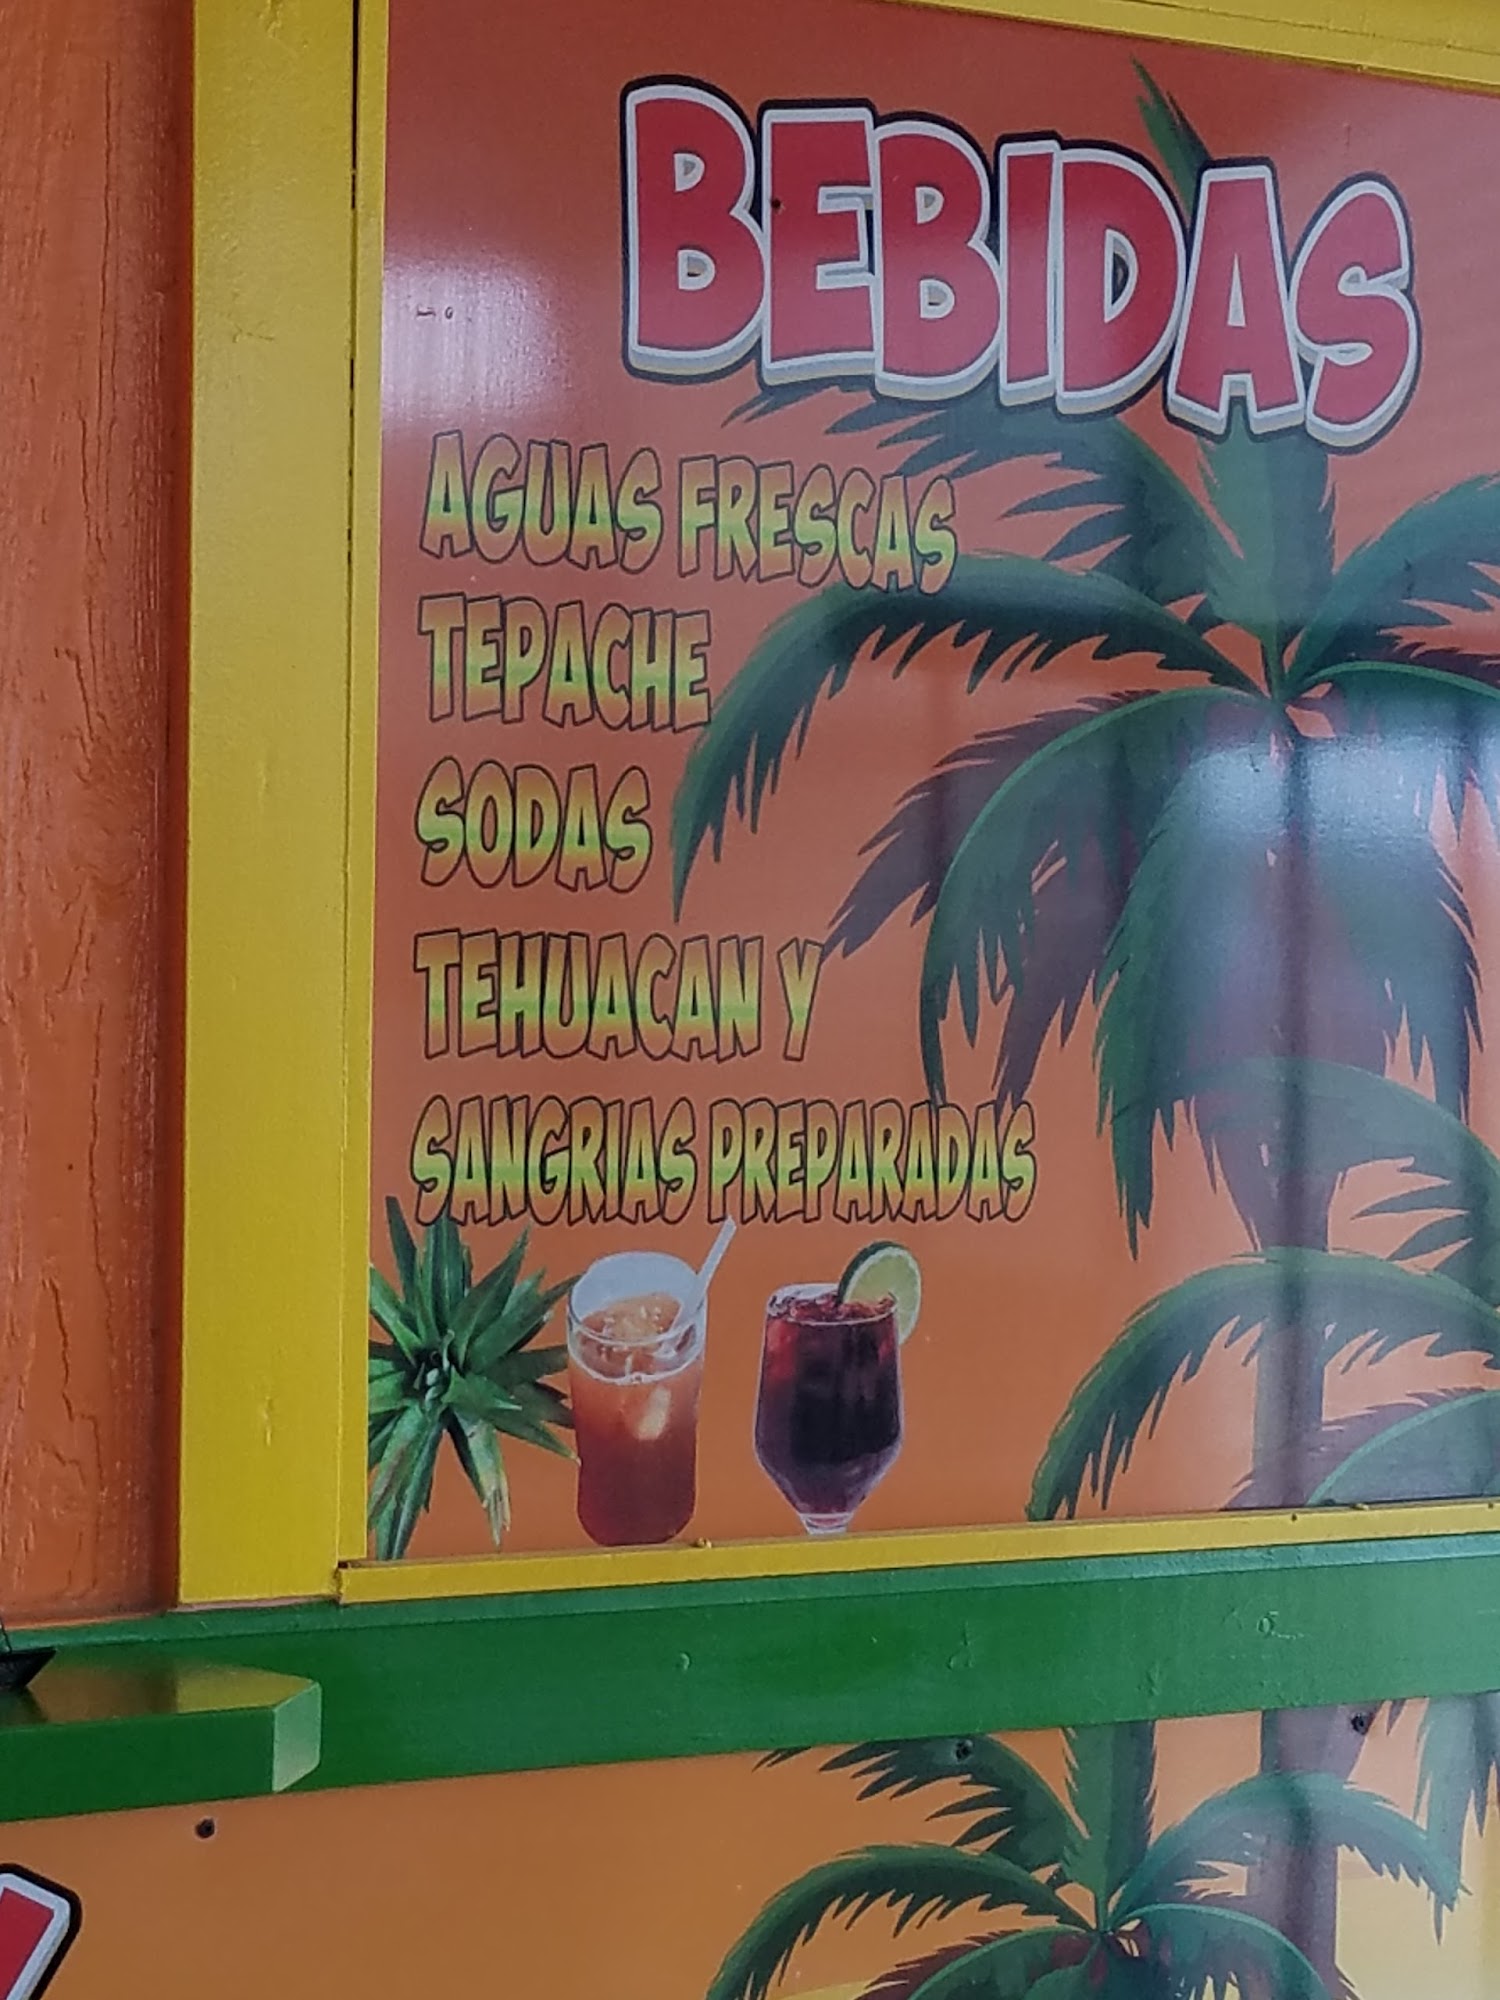 BEBIDAS
AGUAS FRESCAS
TEPACHE
SODAS
TEHUACAN Y
SANGRIAS PREPARADAS